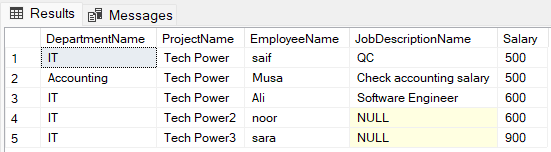 Results Messages
DepartmentName ProjectName EmployeeName JobDescriptionName Salary
1 IT Tech Power saif QC 500
2 Accounting Tech Power Musa Check accounting salary 500
3 IT Tech Power Ali Software Engineer 600
4 IT Tech Power2 noor NULL 600
5 IT Tech Power3 sara NULL 900